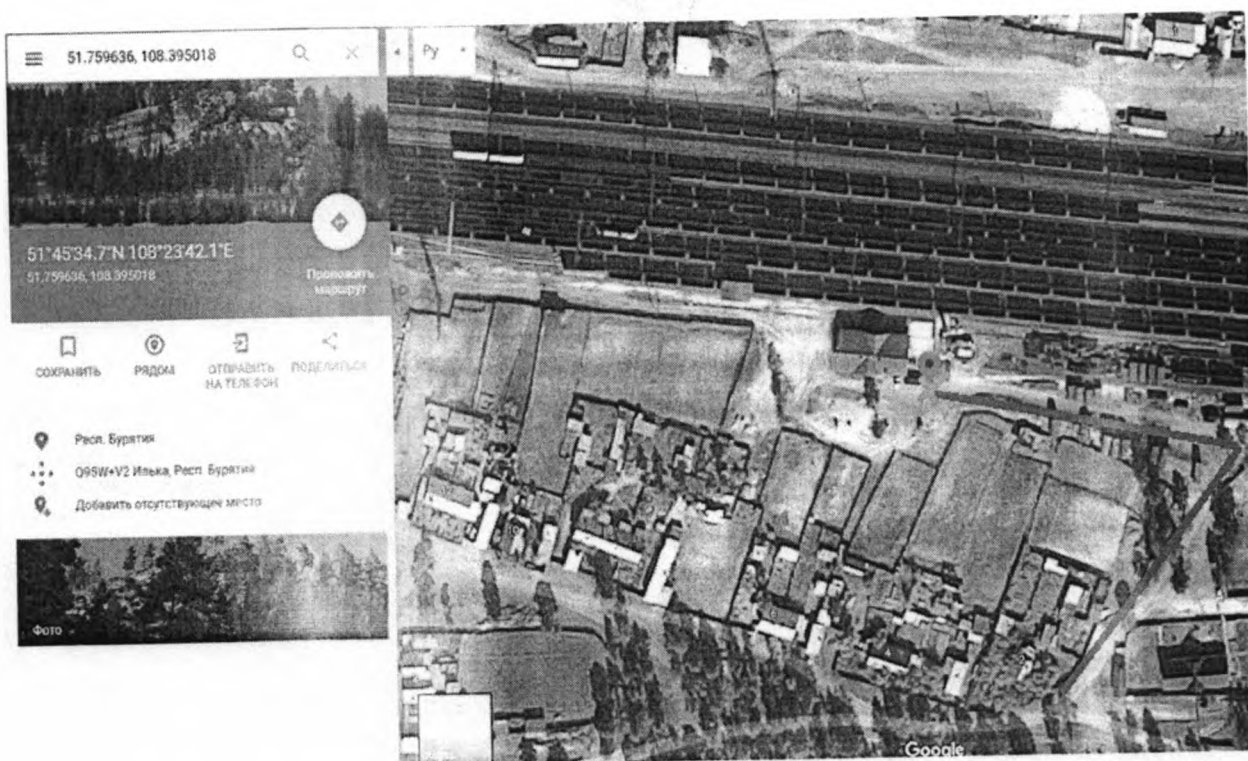 51.759636, 108.395018
Ру
51°45'34.7"N 108°23'42.1"E
51.759636, 108.395018
Проложить
маршрут
СОХРАНИТЬ
РЯДОМ
ОТПРАВИТЬ
НА ТЕЛЕФОН
ПОДЕЛИТЬСЯ
Респ. Бурятия
Q95W+V2 Илька, Респ. Бурятия
Добавить отсутствующее место
Фото
Google